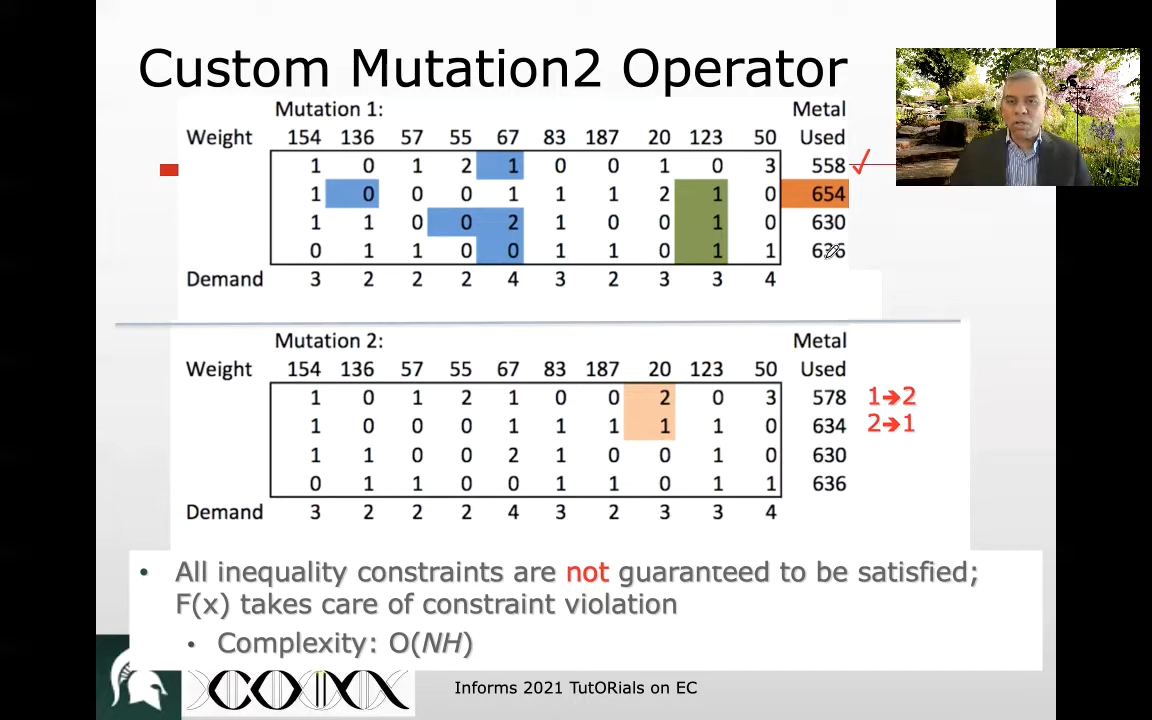 Custom Mutation2 Operator
Mutation 1: Metal
Weight 154 136 57 55 67 83 187 20 123 50 Used
1 0 1 2 1 0 0 1 0 3 558
1 0 0 0 1 1 1 2 1 0 654
1 1 0 0 2 1 0 0 1 0 630
0 1 1 0 0 1 1 0 1 1 636
Demand 3 2 2 2 4 3 2 3 3 4
Mutation 2: Metal
Weight 154 136 57 55 67 83 187 20 123 50 Used
1 0 1 2 1 0 0 2 0 3 578 1➔2
1 0 0 0 1 1 1 1 1 0 634 2➔1
1 1 0 0 2 1 0 0 1 0 630
0 1 1 0 0 1 1 0 1 1 636
Demand 3 2 2 2 4 3 2 3 3 4
• All inequality constraints are not guaranteed to be satisfied;
F(x) takes care of constraint violation
• Complexity: O(NH)
COIN
Informs 2021 TutORials on EC